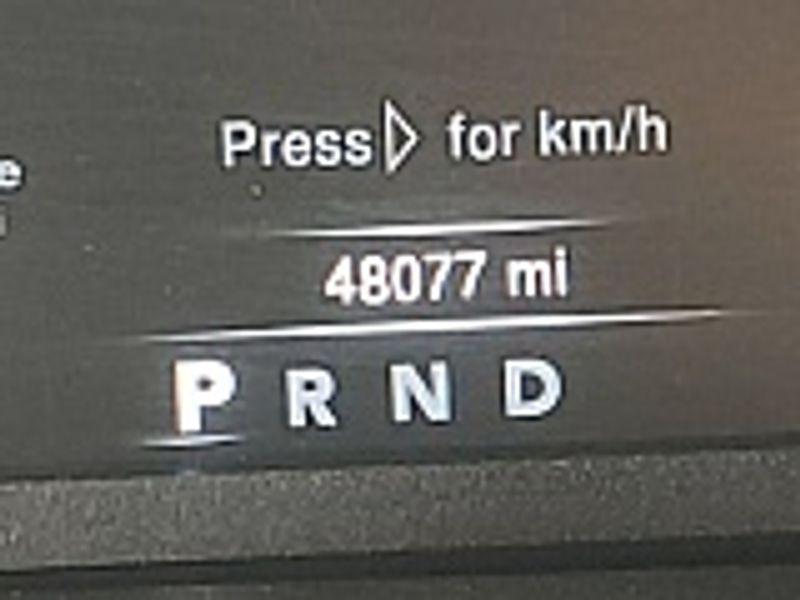 Press ▷ for km/h
48077 mi
P R N D